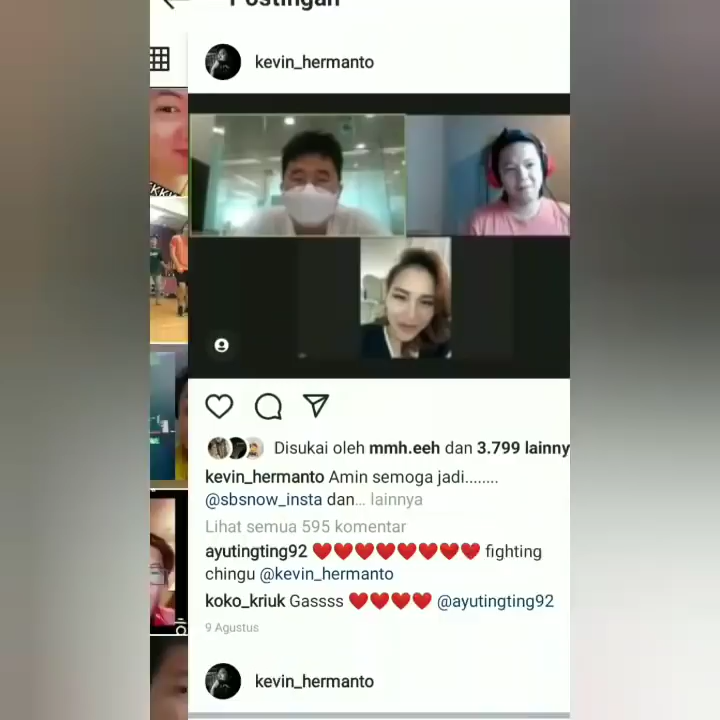 Postingan
kevin_hermanto
Disukai oleh mmh.eeh dan 3.799 lainny
kevin_hermanto Amin semoga jadi........
@sbsnow_insta dan... lainnya
Lihat semua 595 komentar
ayutingting92 ❤️❤️❤️❤️❤️❤️❤️❤️ fighting
chingu @kevin_hermanto
koko_kriuk Gassss ❤️❤️❤️❤️ @ayutingting92
9 Agustus
kevin_hermanto